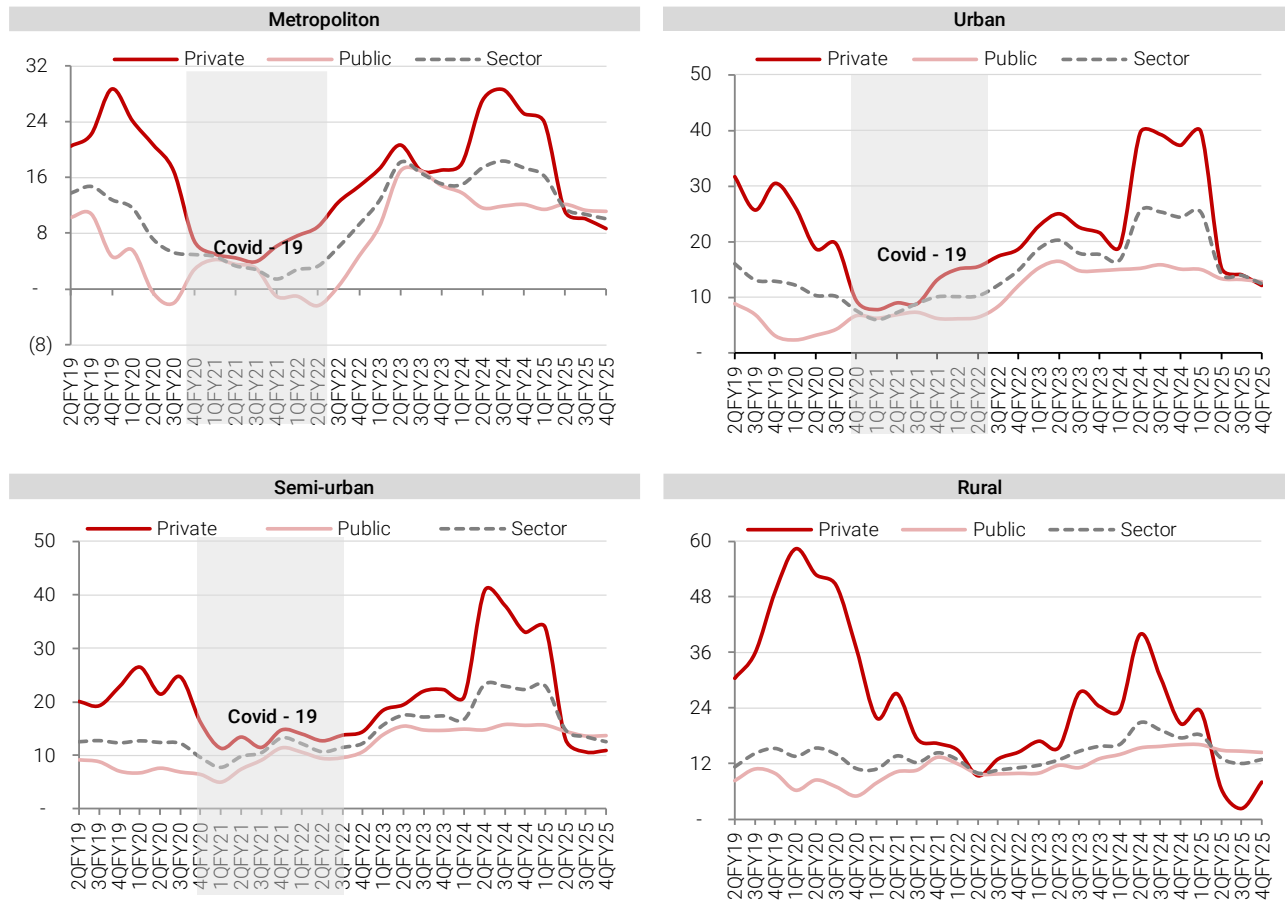 Metropoliton
Private Public Sector
32
24
16
8
-
(8)
Covid - 19
2QFY19
3QFY19
4QFY19
1QFY20
2QFY20
3QFY20
4QFY20
1QFY21
2QFY21
3QFY21
4QFY21
1QFY22
2QFY22
3QFY22
4QFY22
1QFY23
2QFY23
3QFY23
4QFY23
1QFY24
2QFY24
3QFY24
4QFY24
1QFY25
2QFY25
3QFY25
4QFY25
Urban
Private Public Sector
50
40
30
20
10
-
Covid - 19
2QFY19
3QFY19
4QFY19
1QFY20
2QFY20
3QFY20
4QFY20
1QFY21
2QFY21
3QFY21
4QFY21
1QFY22
2QFY22
3QFY22
4QFY22
1QFY23
2QFY23
3QFY23
4QFY23
1QFY24
2QFY24
3QFY24
4QFY24
1QFY25
2QFY25
3QFY25
4QFY25
Semi-urban
Private Public Sector
50
40
30
20
10
-
Covid - 19
2QFY19
3QFY19
4QFY19
1QFY20
2QFY20
3QFY20
4QFY20
1QFY21
2QFY21
3QFY21
4QFY21
1QFY22
2QFY22
3QFY22
4QFY22
1QFY23
2QFY23
3QFY23
4QFY23
1QFY24
2QFY24
3QFY24
4QFY24
1QFY25
2QFY25
3QFY25
4QFY25
Rural
Private Public Sector
60
48
36
24
12
-
2QFY19
3QFY19
4QFY19
1QFY20
2QFY20
3QFY20
4QFY20
1QFY21
2QFY21
3QFY21
4QFY21
1QFY22
2QFY22
3QFY22
4QFY22
1QFY23
2QFY23
3QFY23
4QFY23
1QFY24
2QFY24
3QFY24
4QFY24
1QFY25
2QFY25
3QFY25
4QFY25